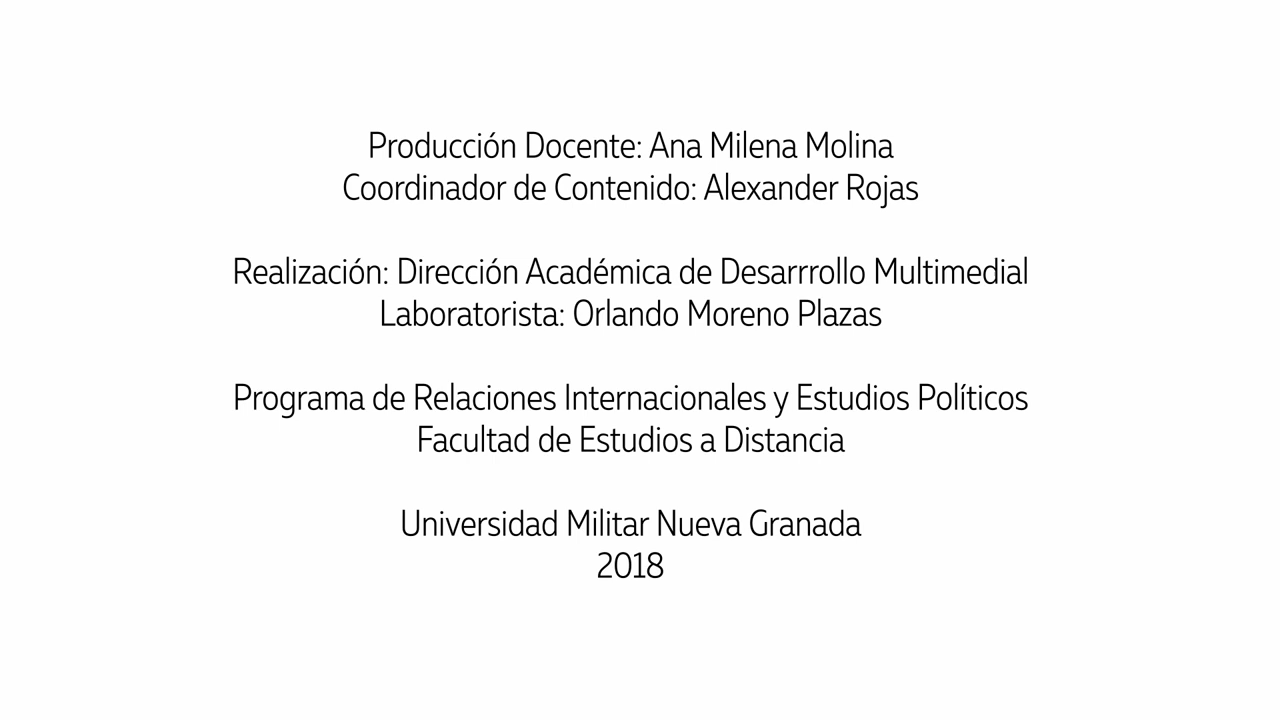 Producción Docente: Ana Milena Molina
Coordinador de Contenido: Alexander Rojas
Realización: Dirección Académica de Desarrrollo Multimedial
Laboratorista: Orlando Moreno Plazas
Programa de Relaciones Internacionales y Estudios Políticos
Facultad de Estudios a Distancia
Universidad Militar Nueva Granada
2018